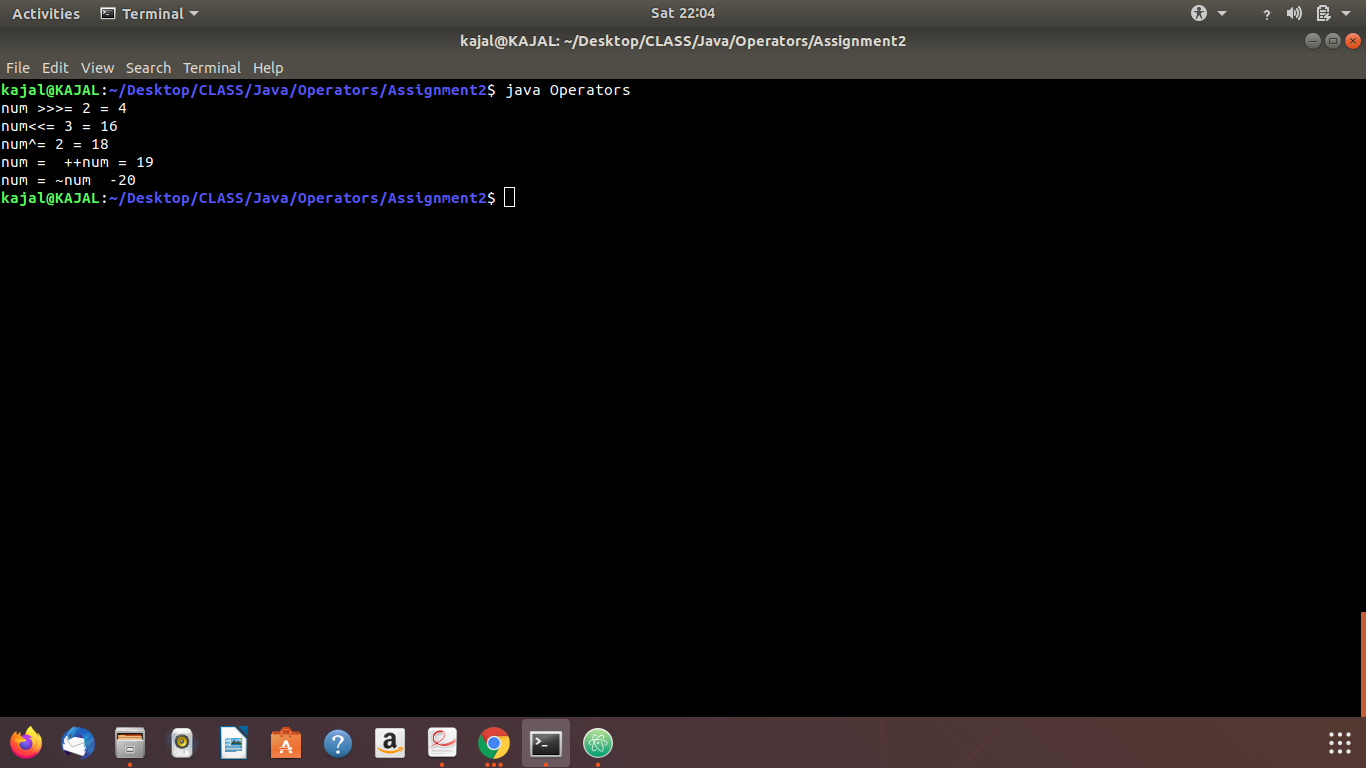 Activities Terminal Sat 22:04 ?
kajal@KAJAL: ~/Desktop/CLASS/Java/Operators/Assignment2
File Edit View Search Terminal Help
kajal@KAJAL:~/Desktop/CLASS/Java/Operators/Assignment2$ java Operators
num >>>= 2 = 4
num<<= 3 = 16
num^= 2 = 18
num =  ++num = 19
num = ~num  -20
kajal@KAJAL:~/Desktop/CLASS/Java/Operators/Assignment2$